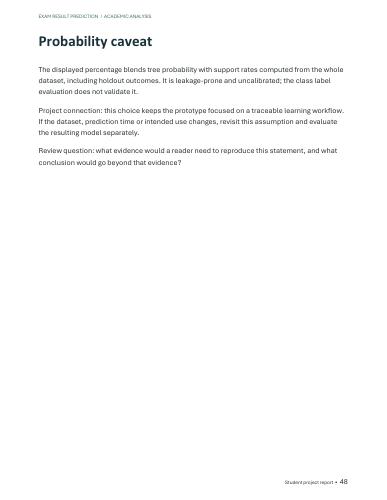 EXAM RESULT PREDICTION | ACADEMIC ANALYSIS
Probability caveat
The displayed percentage blends tree probability with support rates computed from the whole
dataset, including holdout outcomes. It is leakage-prone and uncalibrated; the class label
evaluation does not validate it.
Project connection: this choice keeps the prototype focused on a traceable learning workflow.
If the dataset, prediction time or intended use changes, revisit this assumption and evaluate
the resulting model separately.
Review question: what evidence would a reader need to reproduce this statement, and what
conclusion would go beyond that evidence?
Student project report • 48